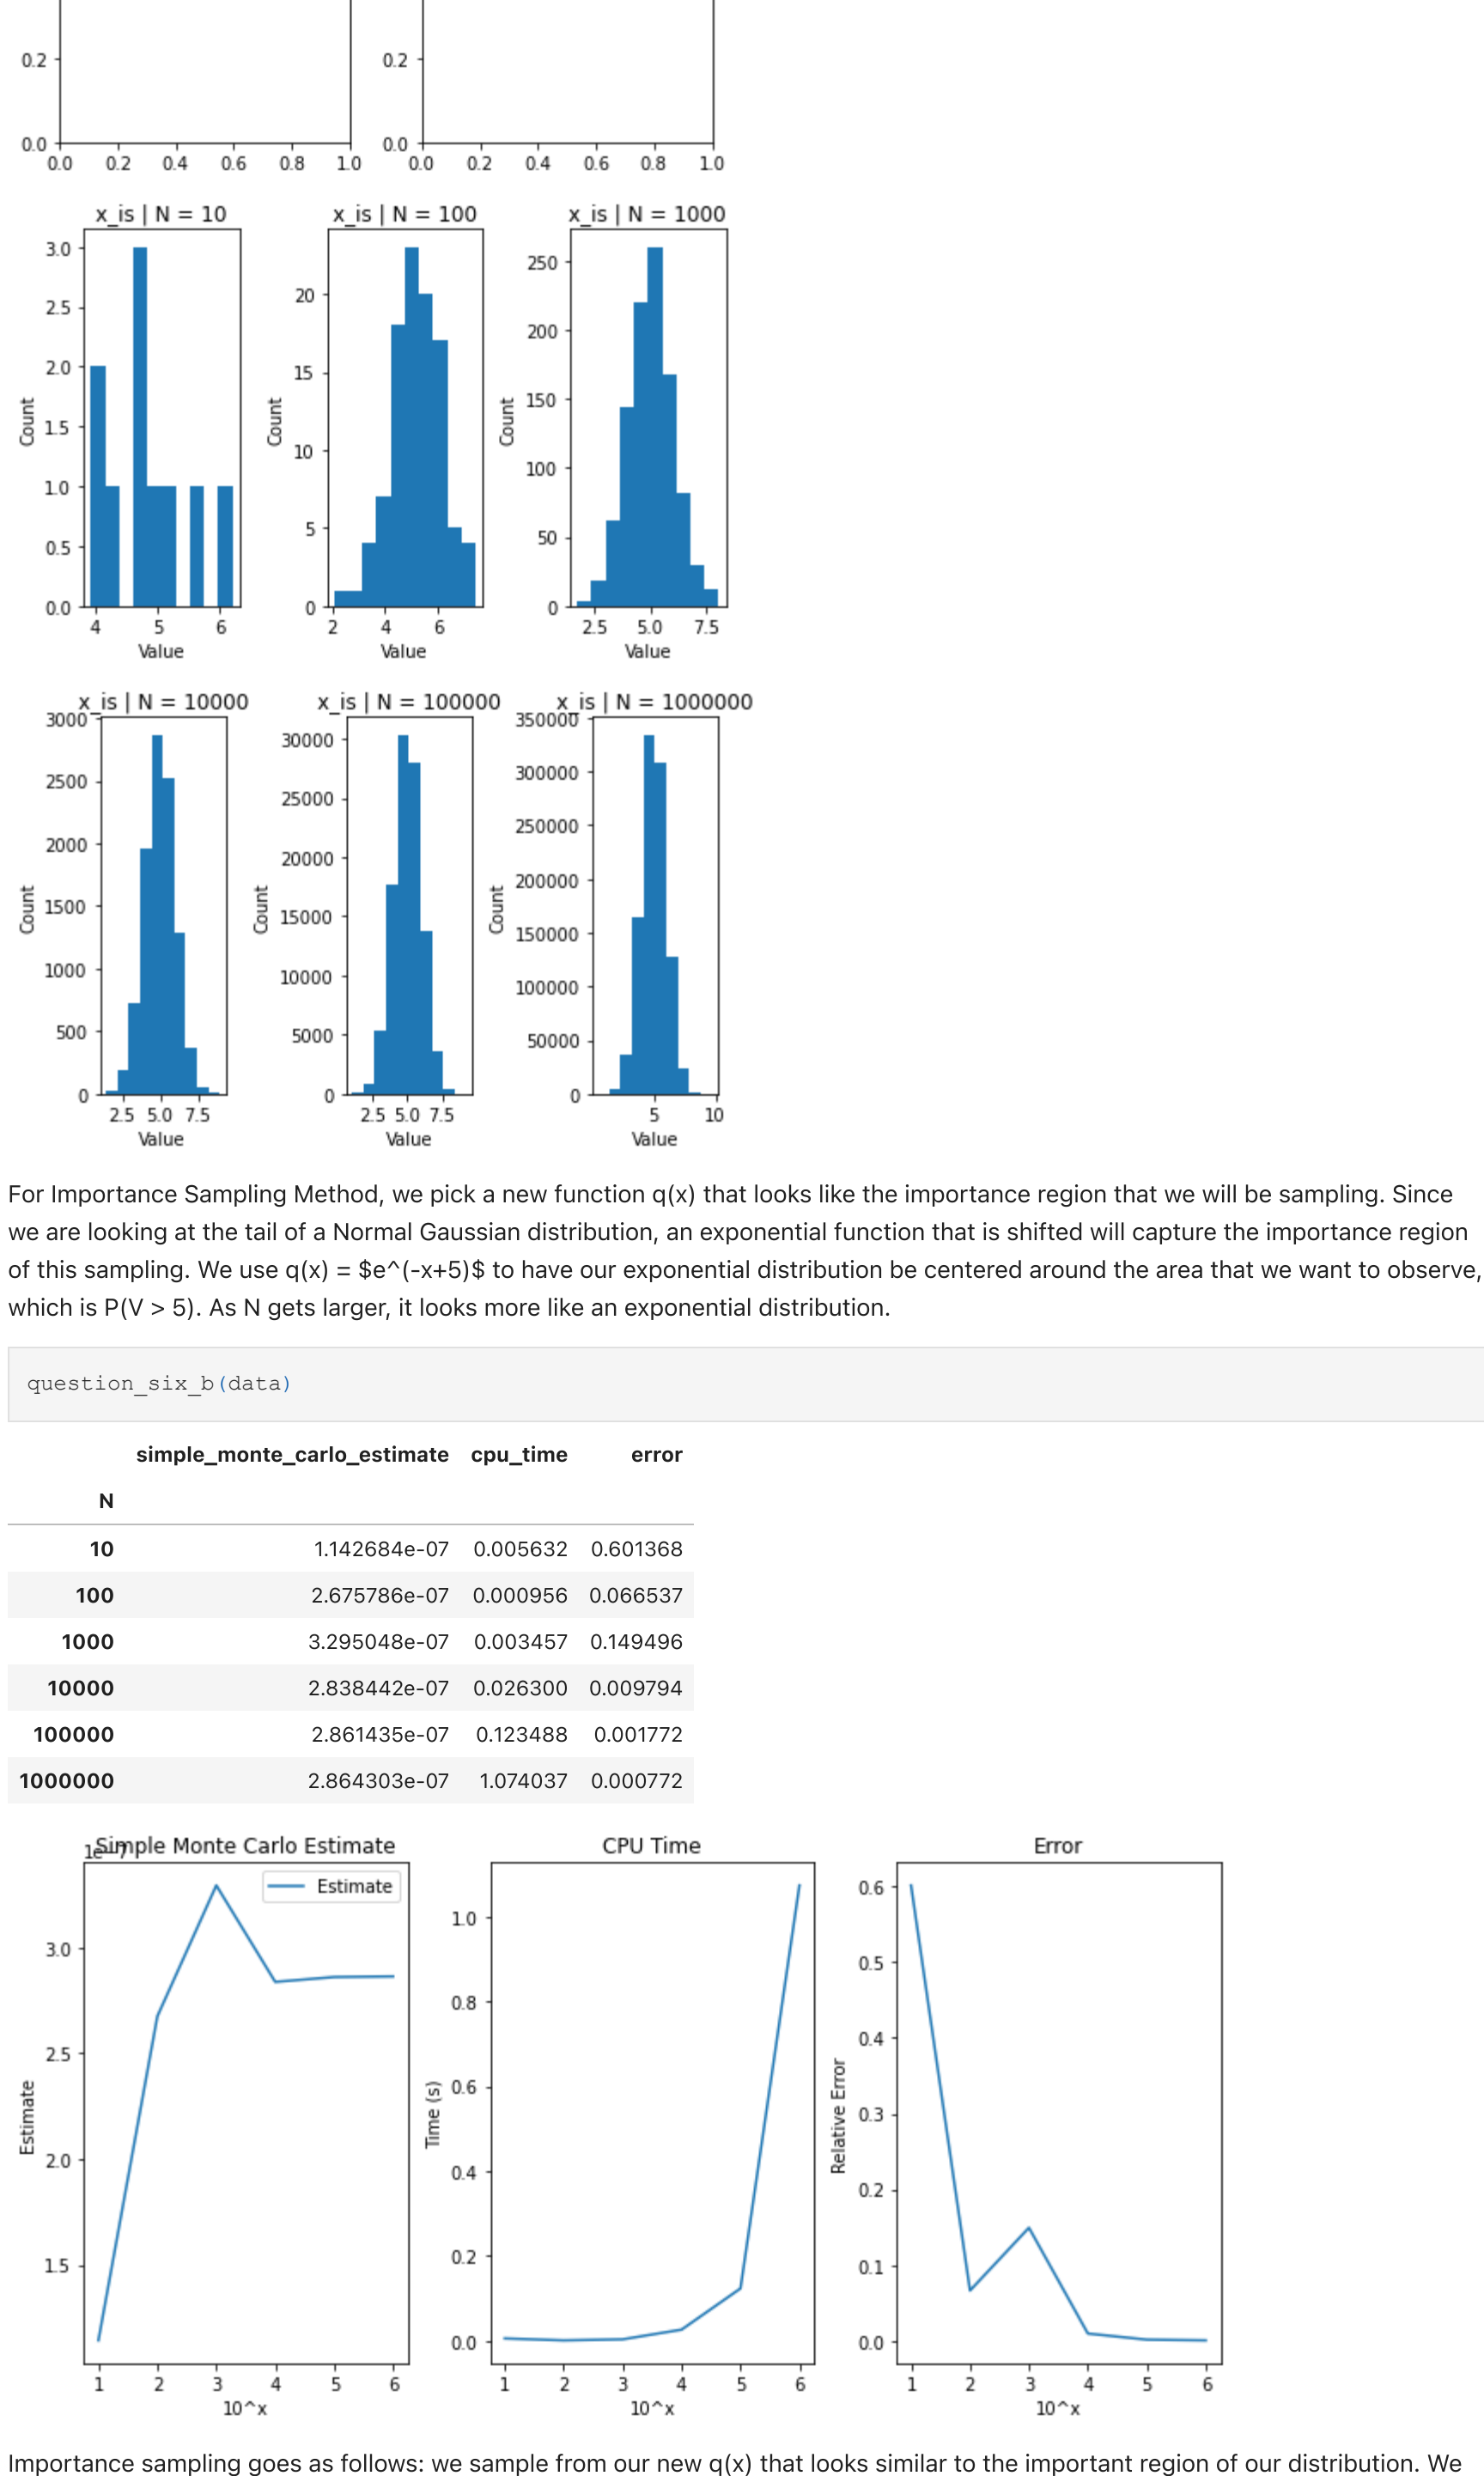 0.2 0.2
0.0 0.0
0.0 0.2 0.4 0.6 0.8 1.0 0.0 0.2 0.4 0.6 0.8 1.0
x_is | N = 10
3.0
2.5
2.0
1.5
1.0
0.5
0.0
Count
4 5 6
Value
x_is | N = 100
20
15
10
5
0
Count
2 4 6
Value
x_is | N = 1000
250
200
150
100
50
0
Count
2.5 5.0 7.5
Value
x_is | N = 10000
3000
2500
2000
1500
1000
500
0
Count
2.5 5.0 7.5
Value
x_is | N = 100000
30000
25000
20000
15000
10000
5000
0
Count
2.5 5.0 7.5
Value
x_is | N = 1000000
350000
300000
250000
200000
150000
100000
50000
0
Count
5 10
Value
For Importance Sampling Method, we pick a new function q(x) that looks like the importance region that we will be sampling. Since
we are looking at the tail of a Normal Gaussian distribution, an exponential function that is shifted will capture the importance region
of this sampling. We use q(x) = $e^(-x+5)$ to have our exponential distribution be centered around the area that we want to observe,
which is P(V > 5). As N gets larger, it looks more like an exponential distribution.
question_six_b(data)
simple_monte_carlo_estimate cpu_time error
N
10 1.142684e-07 0.005632 0.601368
100 2.675786e-07 0.000956 0.066537
1000 3.295048e-07 0.003457 0.149496
10000 2.838442e-07 0.026300 0.009794
100000 2.861435e-07 0.123488 0.001772
1000000 2.864303e-07 1.074037 0.000772
Simple Monte Carlo Estimate
1e-7
Estimate
3.0
2.5
2.0
1.5
Estimate
1 2 3 4 5 6
10^x
CPU Time
1.0
0.8
0.6
0.4
0.2
0.0
Time (s)
1 2 3 4 5 6
10^x
Error
0.6
0.5
0.4
0.3
0.2
0.1
0.0
Relative Error
1 2 3 4 5 6
10^x
Importance sampling goes as follows: we sample from our new q(x) that looks similar to the important region of our distribution. We